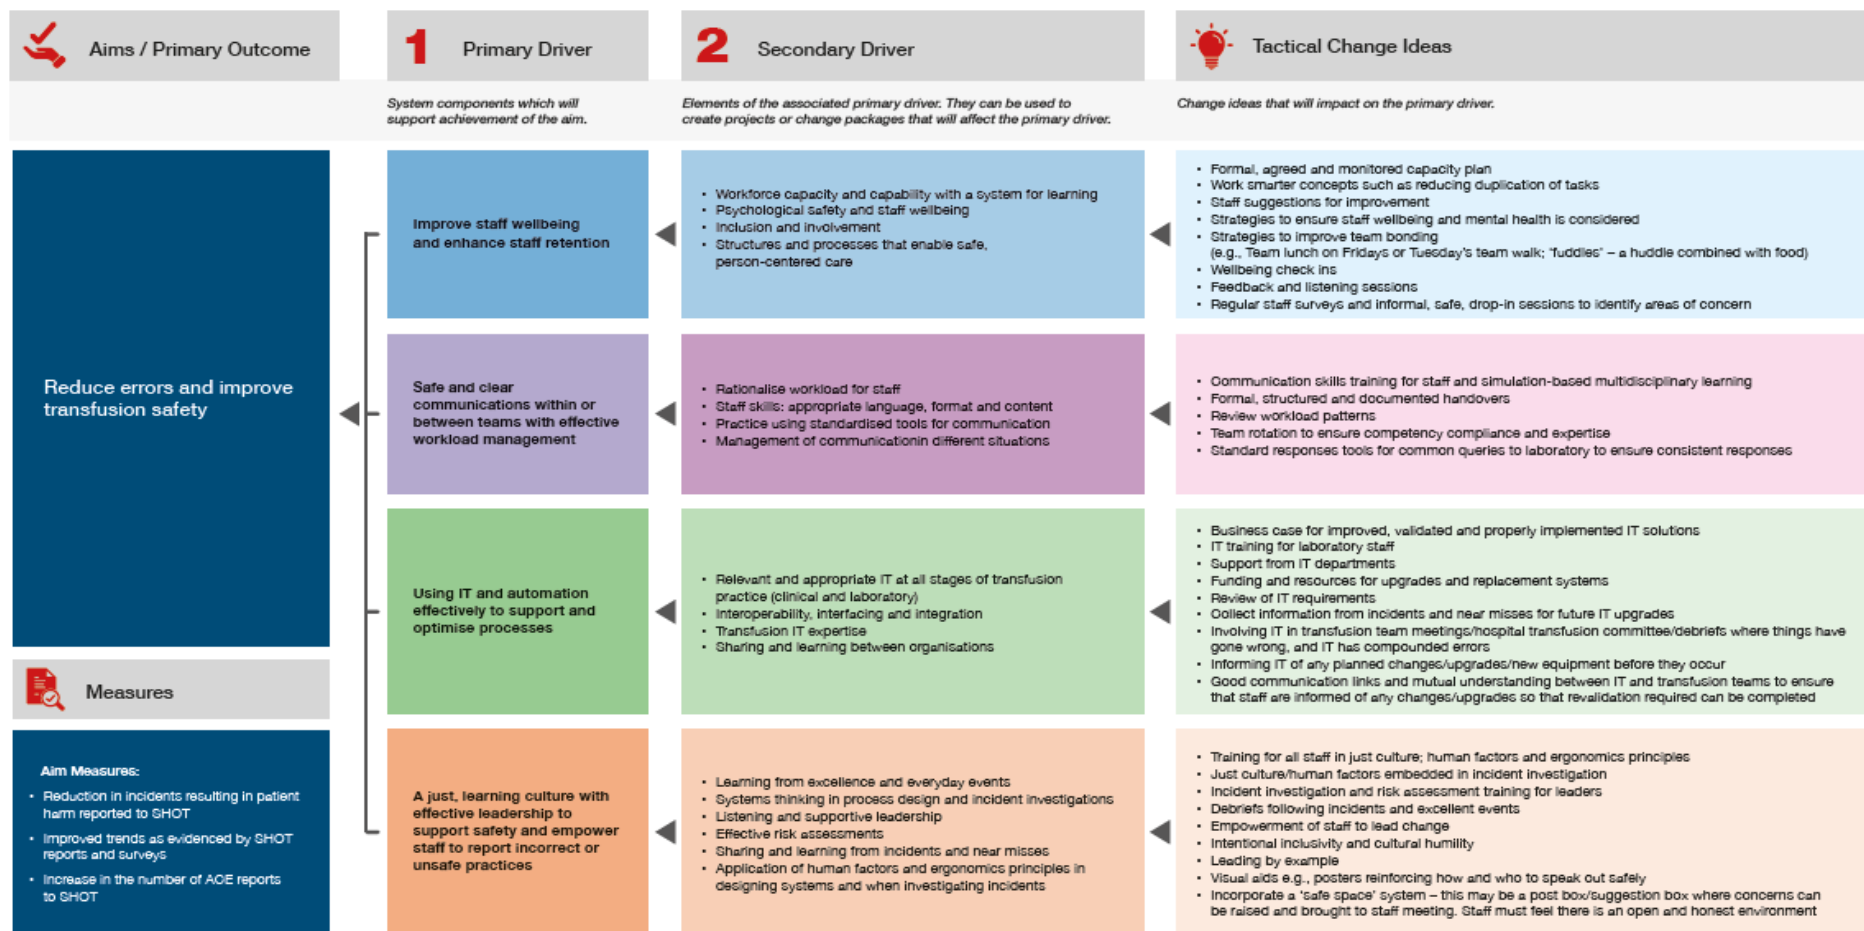 Aims / Primary Outcome
1 Primary Driver
2 Secondary Driver
Tactical Change Ideas
System components which will
support achievement of the aim.
Elements of the associated primary driver. They can be used to
create projects or change packages that will affect the primary driver.
Change ideas that will impact on the primary driver.
Reduce errors and improve
transfusion safety
Improve staff wellbeing
and enhance staff retention
• Workforce capacity and capability with a system for learning
• Psychological safety and staff wellbeing
• Inclusion and involvement
• Structures and processes that enable safe,
person-centered care
• Formal, agreed and monitored capacity plan
• Work smarter concepts such as reducing duplication of tasks
• Staff suggestions for improvement
• Strategies to ensure staff wellbeing and mental health is considered
• Strategies to improve team bonding
(e.g., Team lunch on Fridays or Tuesday's team walk; 'fuddles' – a huddle combined with food)
• Wellbeing check ins
• Feedback and listening sessions
• Regular staff surveys and informal, safe, drop-in sessions to identify areas of concern
Safe and clear
communications within or
between teams with effective
workload management
• Rationalise workload for staff
• Staff skills: appropriate language, format and content
• Practice using standardised tools for communication
• Management of communicationin different situations
• Communication skills training for staff and simulation-based multidisciplinary learning
• Formal, structured and documented handovers
• Review workload patterns
• Team rotation to ensure competency compliance and expertise
• Standard responses tools for common queries to laboratory to ensure consistent responses
Using IT and automation
effectively to support and
optimise processes
• Relevant and appropriate IT at all stages of transfusion
practice (clinical and laboratory)
• Interoperability, interfacing and integration
• Transfusion IT expertise
• Sharing and learning between organisations
• Business case for improved, validated and properly implemented IT solutions
• IT training for laboratory staff
• Support from IT departments
• Funding and resources for upgrades and replacement systems
• Review of IT requirements
• Collect information from incidents and near misses for future IT upgrades
• Involving IT in transfusion team meetings/hospital transfusion committee/debriefs where things have
gone wrong, and IT has compounded errors
• Informing IT of any planned changes/upgrades/new equipment before they occur
• Good communication links and mutual understanding between IT and transfusion teams to ensure
that staff are informed of any changes/upgrades so that revalidation required can be completed
A just, learning culture with
effective leadership to
support safety and empower
staff to report incorrect or
unsafe practices
• Learning from excellence and everyday events
• Systems thinking in process design and incident investigations
• Listening and supportive leadership
• Effective risk assessments
• Sharing and learning from incidents and near misses
• Application of human factors and ergonomics principles in
designing systems and when investigating incidents
• Training for all staff in just culture; human factors and ergonomics principles
• Just culture/human factors embedded in incident investigation
• Incident investigation and risk assessment training for leaders
• Debriefs following incidents and excellent events
• Empowerment of staff to lead change
• Intentional inclusivity and cultural humility
• Leading by example
• Visual aids e.g., posters reinforcing how and who to speak out safely
• Incorporate a 'safe space' system – this may be a post box/suggestion box where concerns can
be raised and brought to staff meeting. Staff must feel there is an open and honest environment
Measures
Aim Measures:
• Reduction in incidents resulting in patient
harm reported to SHOT
• Improved trends as evidenced by SHOT
reports and surveys
• Increase in the number of ACE reports
to SHOT